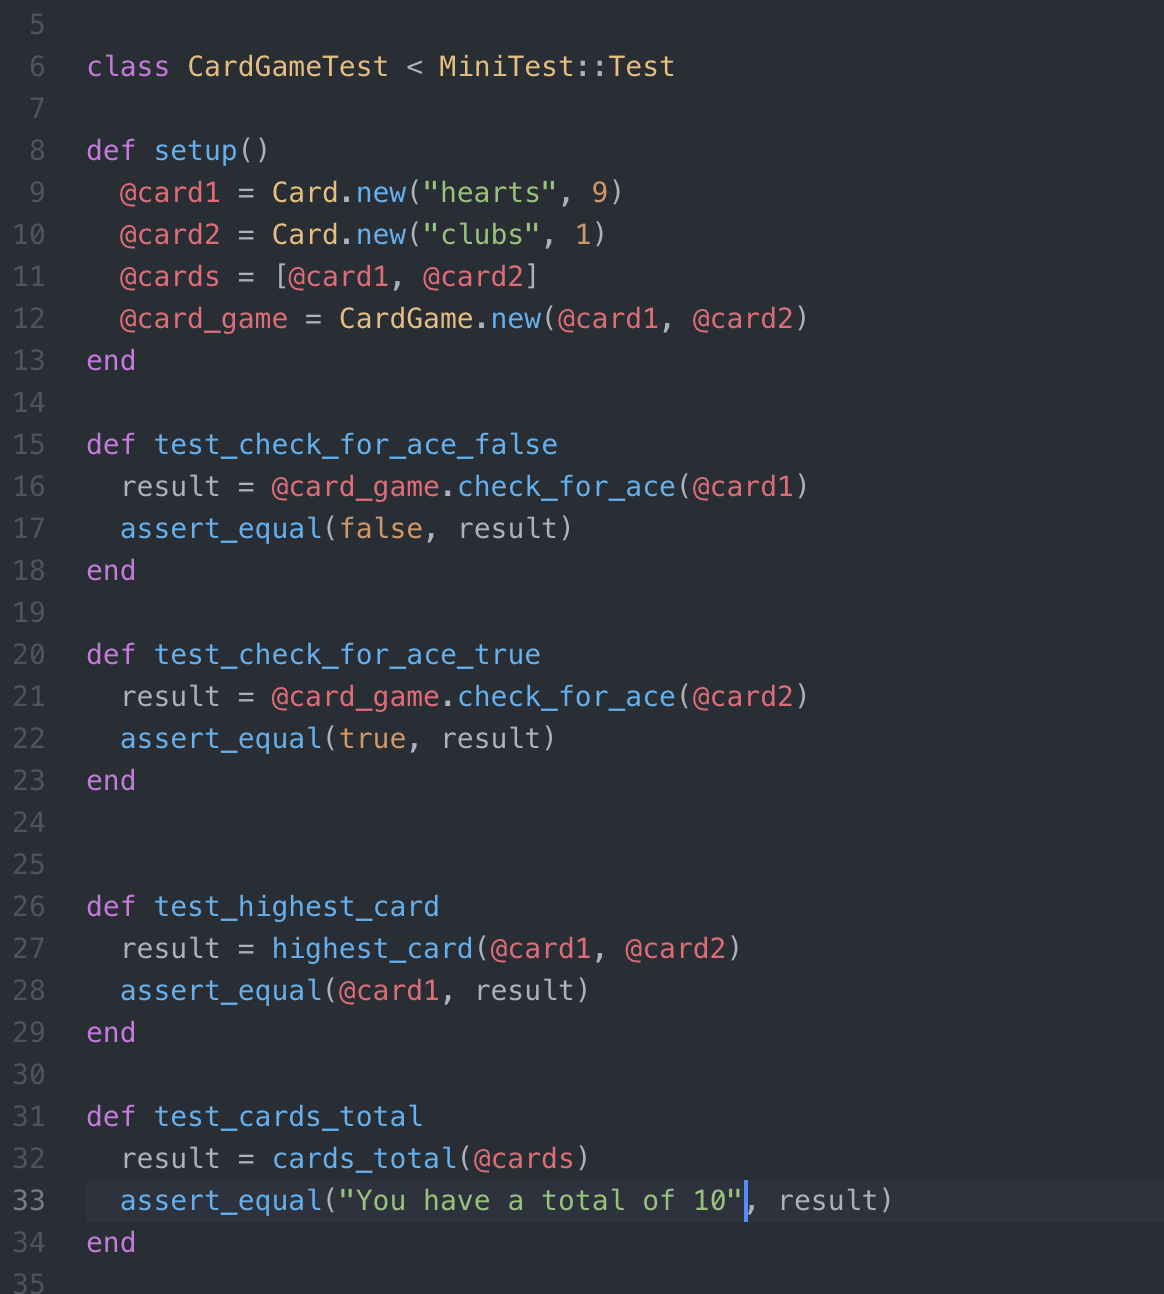 5
6 class CardGameTest < MiniTest::Test
7
8 def setup()
9   @card1 = Card.new("hearts", 9)
10   @card2 = Card.new("clubs", 1)
11   @cards = [@card1, @card2]
12   @card_game = CardGame.new(@card1, @card2)
13 end
14
15 def test_check_for_ace_false
16   result = @card_game.check_for_ace(@card1)
17   assert_equal(false, result)
18 end
19
20 def test_check_for_ace_true
21   result = @card_game.check_for_ace(@card2)
22   assert_equal(true, result)
23 end
24
25
26 def test_highest_card
27   result = highest_card(@card1, @card2)
28   assert_equal(@card1, result)
29 end
30
31 def test_cards_total
32   result = cards_total(@cards)
33   assert_equal("You have a total of 10", result)
34 end
35